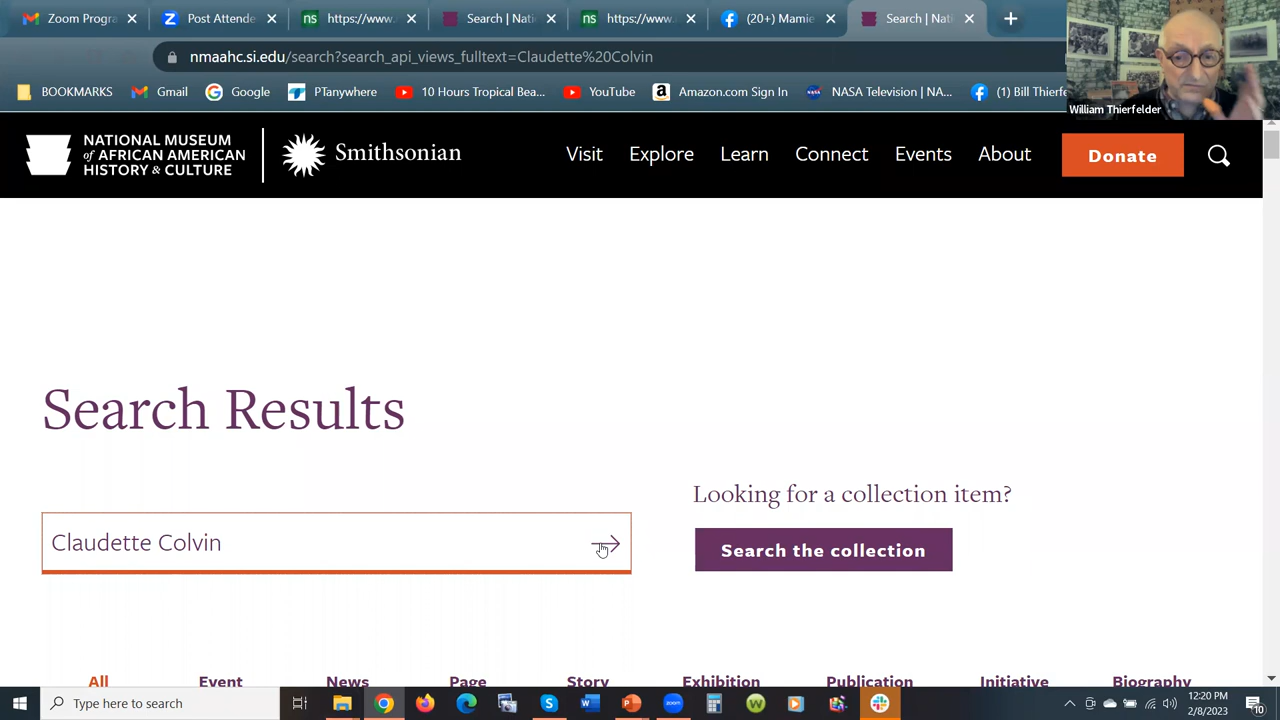 Zoom Progra
Post Attende
https://www.
Search | Natio
https://www.
(20+) Mamie
Search | Nati
nmaahc.si.edu/search?search_api_views_fulltext=Claudette%20Colvin
BOOKMARKS
Gmail
Google
PTanywhere
10 Hours Tropical Bea...
YouTube
Amazon.com Sign In
NASA Television | NA...
(1) Bill Thierfe
William Thierfelder
NATIONAL MUSEUM
of AFRICAN AMERICAN
HISTORY & CULTURE
Smithsonian
Visit
Explore
Learn
Connect
Events
About
Donate
Search Results
Looking for a collection item?
Claudette Colvin
Search the collection
All
Event
News
Page
Story
Exhibition
Publication
Initiative
Biography
Type here to search
12:20 PM
2/8/2023
10